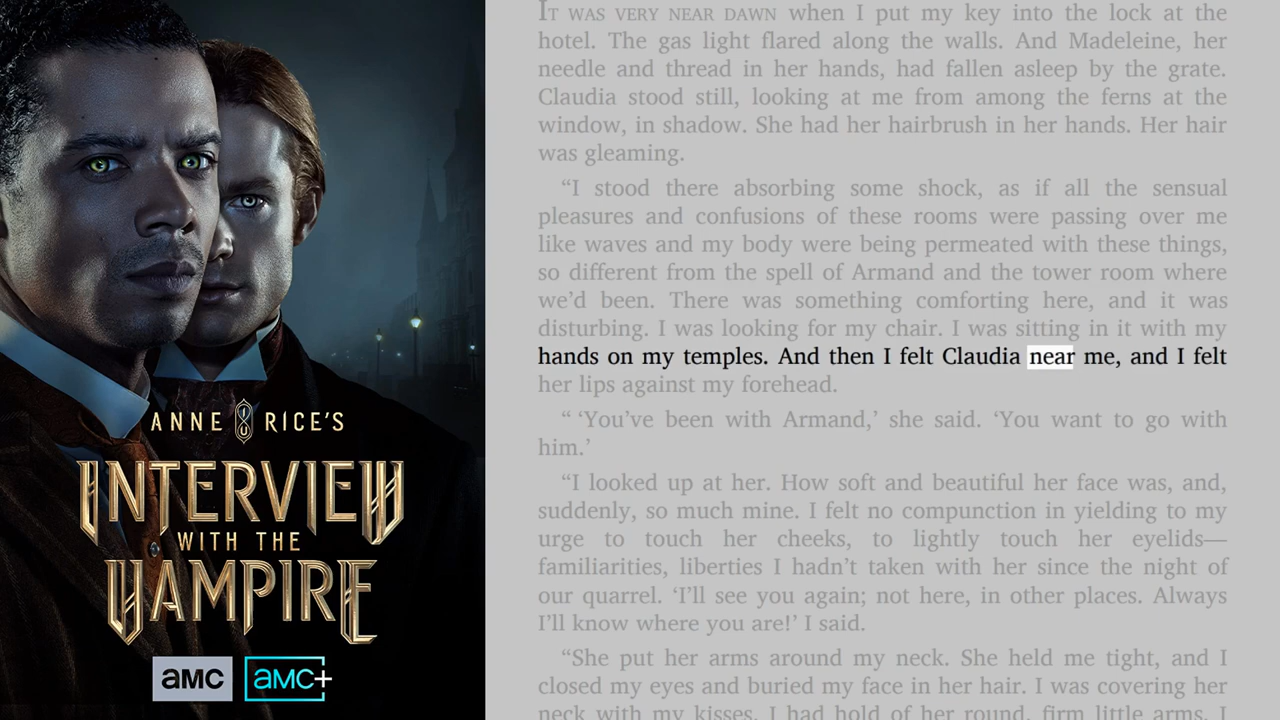 ANNE RICE'S
INTERVIEW
WITH THE
VAMPIRE
aMC
aMC+
IT WAS VERY NEAR DAWN when I put my key into the lock at the
hotel. The gas light flared along the walls. And Madeleine, her
needle and thread in her hands, had fallen asleep by the grate.
Claudia stood still, looking at me from among the ferns at the
window, in shadow. She had her hairbrush in her hands. Her hair
was gleaming.
“I stood there absorbing some shock, as if all the sensual
pleasures and confusions of these rooms were passing over me
like waves and my body were being permeated with these things,
so different from the spell of Armand and the tower room where
we’d been. There was something comforting here, and it was
disturbing. I was looking for my chair. I was sitting in it with my
hands on my temples. And then I felt Claudia near me, and I felt
her lips against my forehead.
“ ‘You’ve been with Armand,’ she said. ‘You want to go with
him.’
“I looked up at her. How soft and beautiful her face was, and,
suddenly, so much mine. I felt no compunction in yielding to my
urge to touch her cheeks, to lightly touch her eyelids—
familiarities, liberties I hadn’t taken with her since the night of
our quarrel. ‘I’ll see you again; not here, in other places. Always
I’ll know where you are!’ I said.
“She put her arms around my neck. She held me tight, and I
closed my eyes and buried my face in her hair. I was covering her
neck with my kisses. I had hold of her round, firm little arms. I